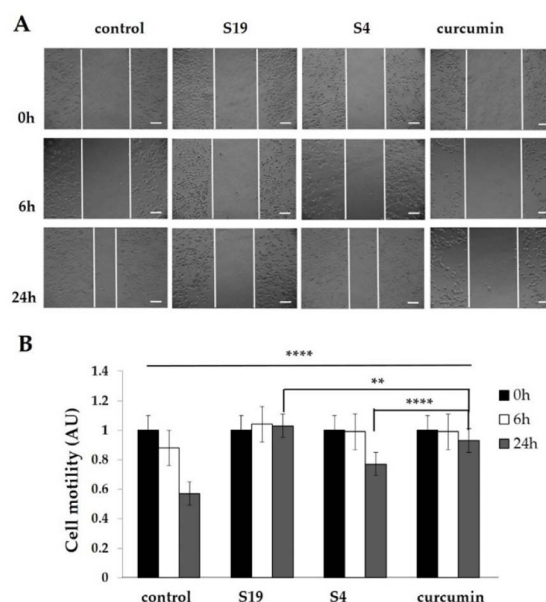 A
control S19 S4 curcumin
0h
6h
24h
B
****
**
****
0h
6h
24h
Cell motility (AU)
1.4
1.2
1
0.8
0.6
0.4
0.2
0
control S19 S4 curcumin